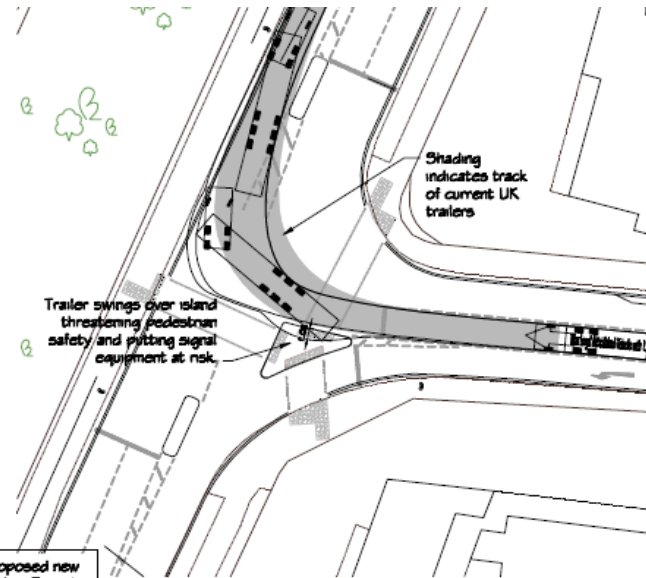 Shading
indicates track
of current UK
trailers
Trailer swings over island
threatening pedestrian
safety and putting signal
equipment at risk.
oposed new